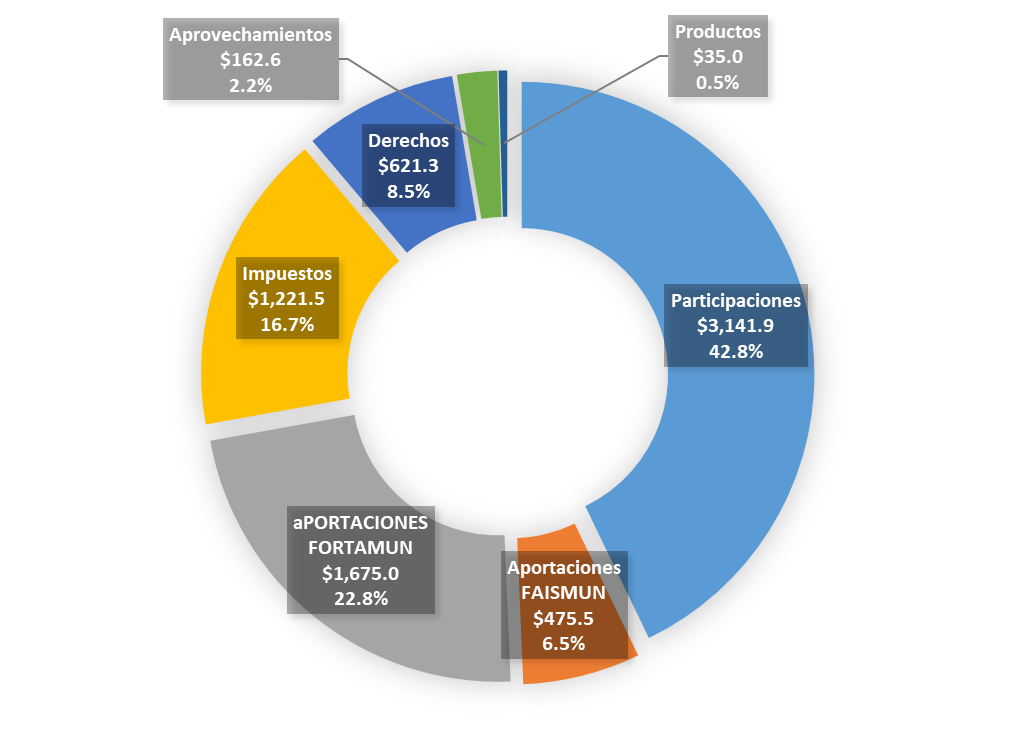 Aprovechamientos
$162.6
2.2%
Productos
$35.0
0.5%
Derechos
$621.3
8.5%
Impuestos
$1,221.5
16.7%
Participaciones
$3,141.9
42.8%
aPORTACIONES
FORTAMUN
$1,675.0
22.8%
Aportaciones
FAISMUN
$475.5
6.5%